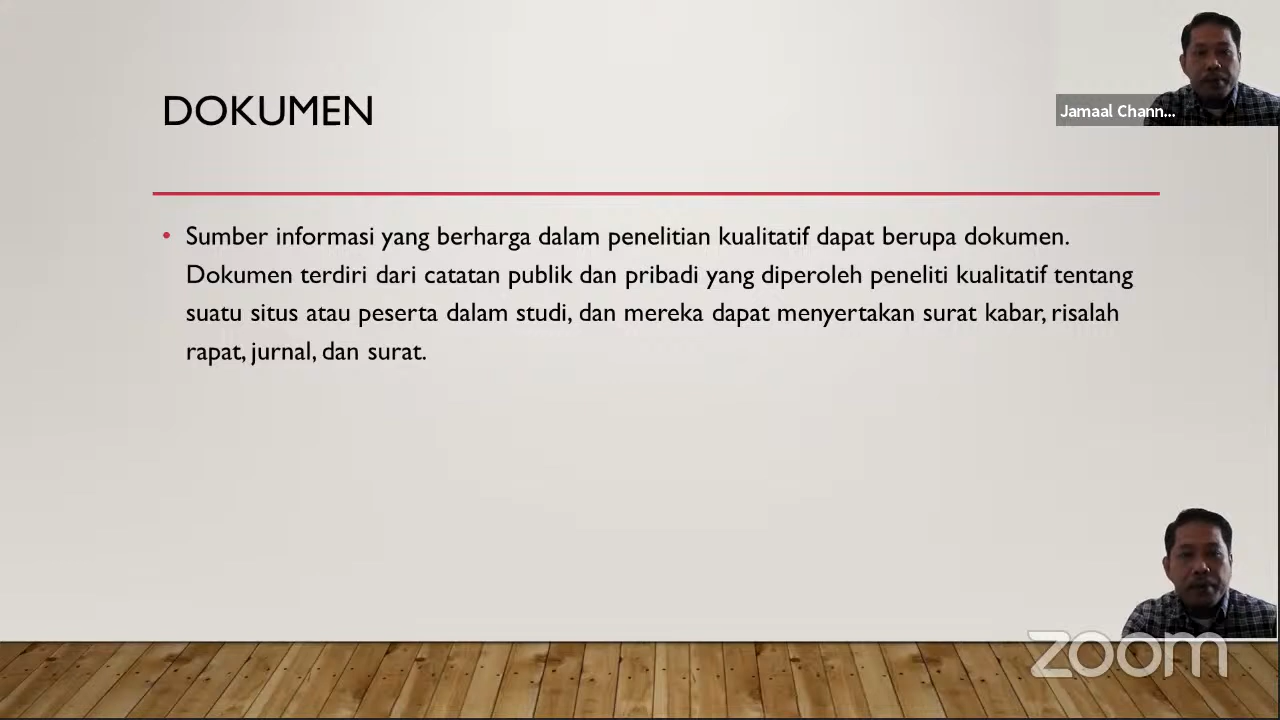 DOKUMEN
Jamaal Chann...
• Sumber informasi yang berharga dalam penelitian kualitatif dapat berupa dokumen.
Dokumen terdiri dari catatan publik dan pribadi yang diperoleh peneliti kualitatif tentang
suatu situs atau peserta dalam studi, dan mereka dapat menyertakan surat kabar, risalah
rapat, jurnal, dan surat.
zoom